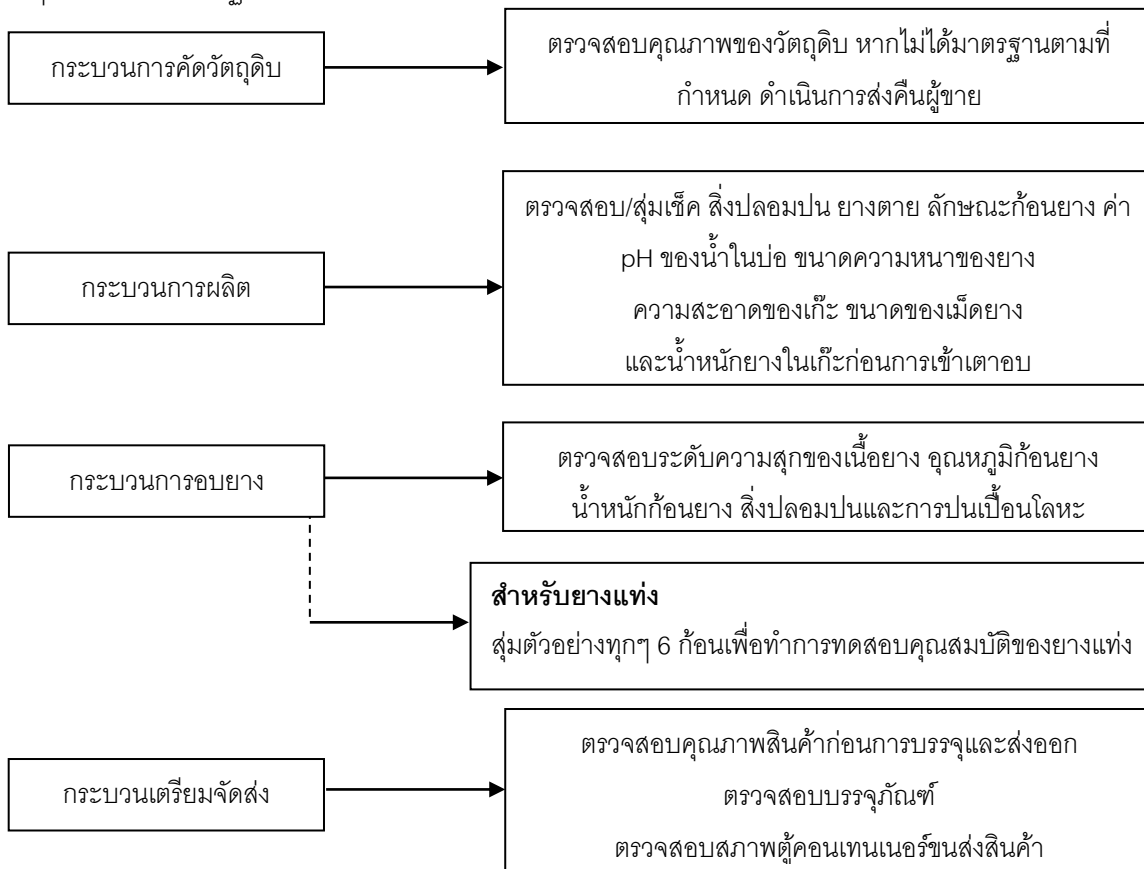 กระบวนการคัดวัตถุดิบ
ตรวจสอบคุณภาพของวัตถุดิบ หากไม่ได้มาตรฐานตามที่
กำหนด ดำเนินการส่งคืนผู้ขาย
กระบวนการผลิต
ตรวจสอบ/สุ่มเช็ค สิ่งปลอมปน ยางตาย ลักษณะก้อนยาง ค่า
pH ของน้ำในบ่อ ขนาดความหนาของยาง
ความสะอาดของเก๊ะ ขนาดของเม็ดยาง
และน้ำหนักยางในเก๊ะก่อนการเข้าเตาอบ
กระบวนการอบยาง
ตรวจสอบระดับความสุกของเนื้อยาง อุณหภูมิก้อนยาง
น้ำหนักก้อนยาง สิ่งปลอมปนและการปนเปื้อนโลหะ
สำหรับยางแท่ง
สุ่มตัวอย่างทุกๆ 6 ก้อนเพื่อทำการทดสอบคุณสมบัติของยางแท่ง
กระบวนเตรียมจัดส่ง
ตรวจสอบคุณภาพสินค้าก่อนการบรรจุและส่งออก
ตรวจสอบบรรจุภัณฑ์
ตรวจสอบสภาพตู้คอนเทนเนอร์ขนส่งสินค้า